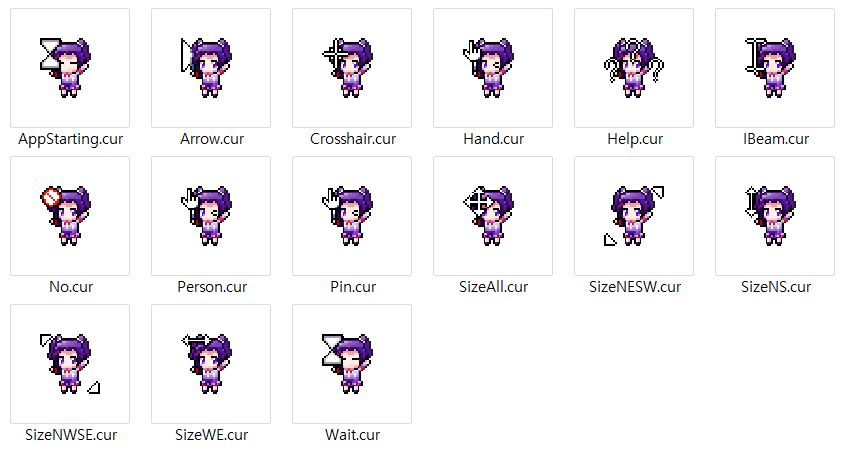 AppStarting.cur
Arrow.cur
Crosshair.cur
Hand.cur
Help.cur
IBeam.cur
No.cur
Person.cur
Pin.cur
SizeAll.cur
SizeNESW.cur
SizeNS.cur
SizeNWSE.cur
SizeWE.cur
Wait.cur